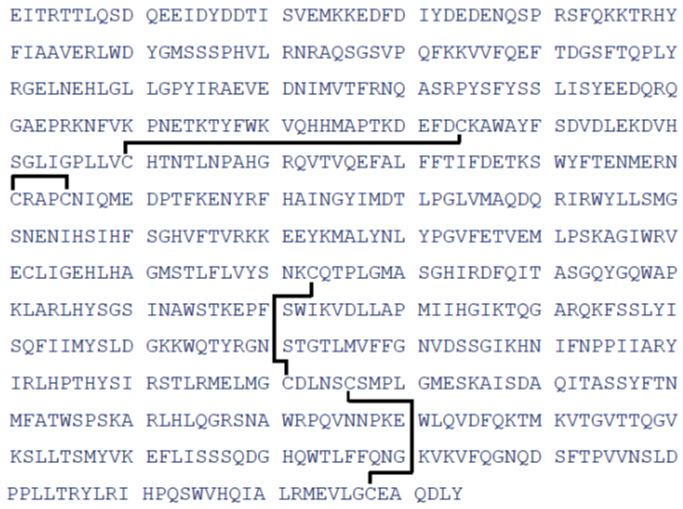 EITRTTLQSD QEEIDYDDTI SVEMKKEDFD IYDEDENQSP RSFQKKTRHY
FIAAVERLWD YGMSSSPHVL RNRAQSGSVP QFKKVVFQEF TDGSFTQPLY
RGELNEHLGL LGPYIRAEVE DNIMVTFRNQ ASRPYSFYSS LISYEEDQRQ
GAEPRKNFVK PNETKTYFWK VQHHMAPTKD EFDCKAWAYF SDVDLEKDVH
SGLIGPLLVC HTNTLNPAHG RQVTVQEFAL FFTIFDETKS WYFTENMERN
CRAPCNIQME DPTFKENYRF HAINGYIMDT LPGLVMAQDQ RIRWYLLSMG
SNENIHSIHF SGHVFTVRKK EEYKMALYNL YPGVFETVEM LPSKAGIWRV
ECLIGEHLHA GMSTLFLVYS NKCQTPLGMA SGHIRDFQIT ASGQYGQWAP
KLARLHYSGS INAWSTKEPF SWIKVDLLAP MIIHGIKTQG ARQKFSSLYI
SQFIIMYSLD GKKWQTYRGN STGTLMVFFG NVDSSGIKHN IFNPPIIARY
IRLHPTHYSI RSTLRMELMG CDLNSCSMPL GMESKAISDA QITASSYFTN
MFATWSPSKA RLHLQGRSNA WRPQVNNPKE WLQVDFQKTM KVTGVTTQGV
KSLLTSMYVK EFLISSSQDG HQWTLFFQNG KVKVFQGNQD SFTPVVNSLD
PPLLTRYLRI HPQSWVHQIA LRMEVLGCEA QDLY